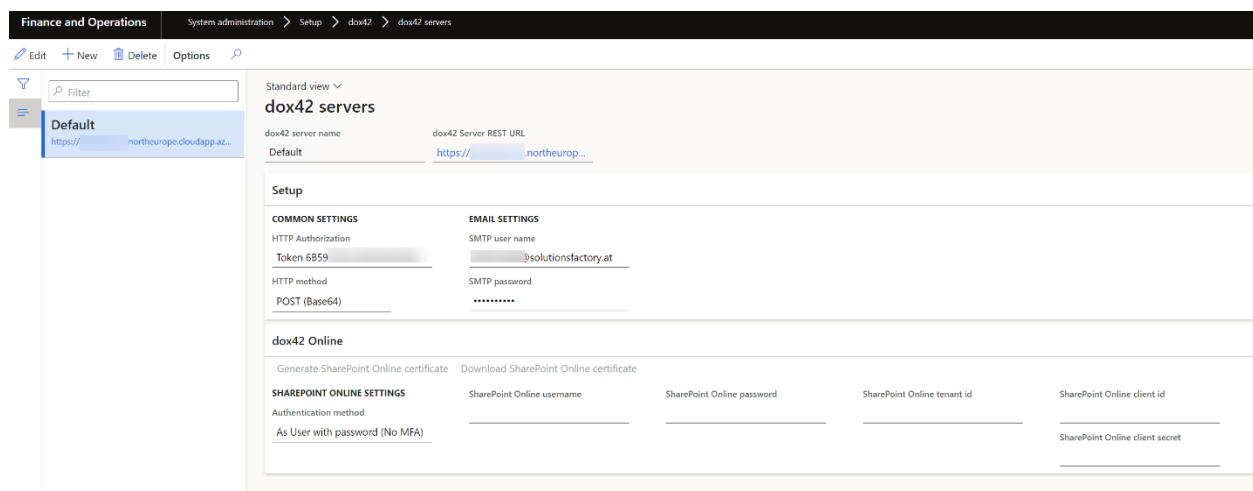 Finance and Operations System administration > Setup > dox42 > dox42 servers
Edit + New Delete Options
Filter
Default
https:// northeurope.cloudapp.az...
Standard view
dox42 servers
dox42 server name dox42 Server REST URL
Default https:// .northeurop...
Setup
COMMON SETTINGS EMAIL SETTINGS
HTTP Authorization SMTP user name
Token 6B59 @solutionsfactory.at
HTTP method SMTP password
POST (Base64) ••••••••••
dox42 Online
Generate SharePoint Online certificate Download SharePoint Online certificate
SHAREPOINT ONLINE SETTINGS SharePoint Online username SharePoint Online password SharePoint Online tenant id SharePoint Online client id
Authentication method
As User with password (No MFA)
SharePoint Online client secret